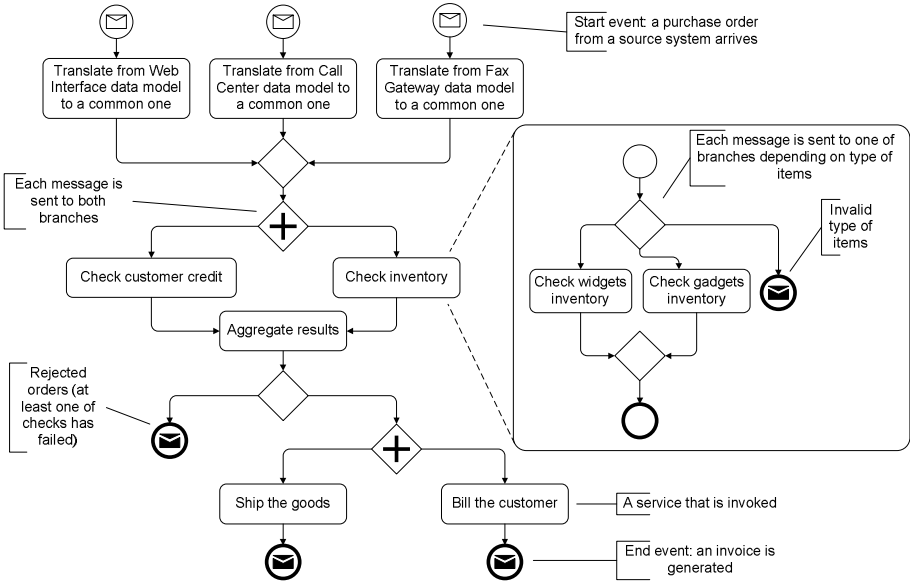 Start event: a purchase order
from a source system arrives
Translate from Web
Interface data model
to a common one
Translate from Call
Center data model to
a common one
Translate from Fax
Gateway data model
to a common one
Each message is sent to one of
branches depending on type of
items
Each message is
sent to both
branches
Invalid
type of
items
Check customer credit
Check inventory
Check widgets
inventory
Check gadgets
inventory
Aggregate results
Rejected
orders (at
least one of
checks has
failed)
Ship the goods
Bill the customer
A service that is invoked
End event: an invoice is
generated